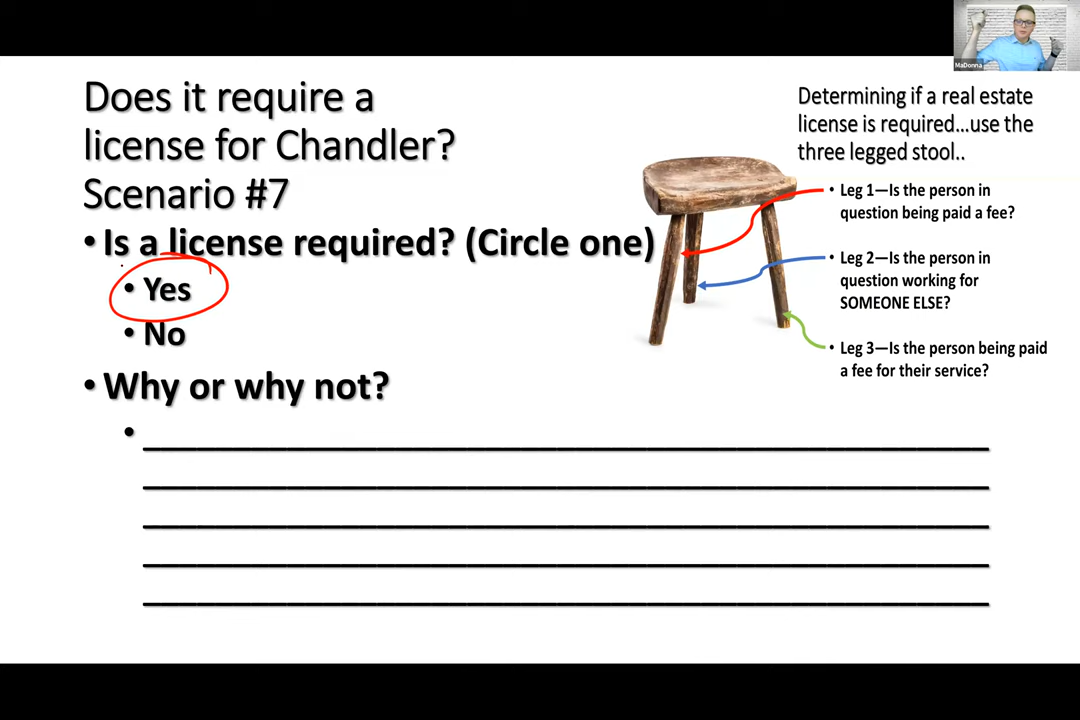 MaDonna
Does it require a
license for Chandler?
Scenario #7
• Is a license required? (Circle one)
• Yes
• No
• Why or why not?
Determining if a real estate
license is required…use the
three legged stool..
• Leg 1—Is the person in
question being paid a fee?
• Leg 2—Is the person in
question working for
SOMEONE ELSE?
• Leg 3—Is the person being paid
a fee for their service?